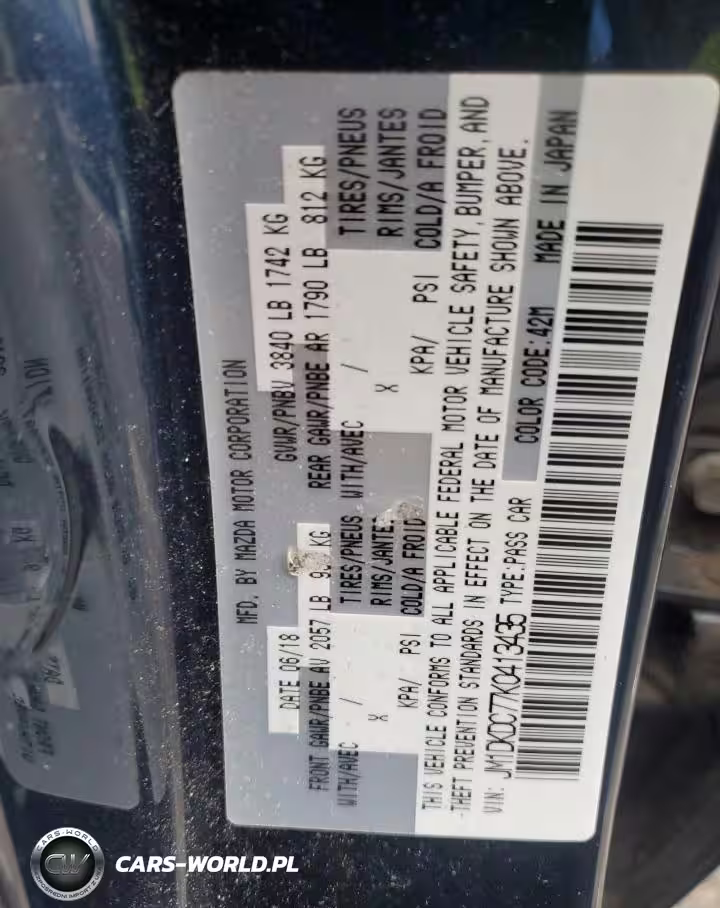 MFD. BY MAZDA MOTOR CORPORATION
DATE 06/18 GVWR/PNBV 3840 LB 1742 KG
FRONT GAWR/PNBE AV 2057 LB KG REAR GAWR/PNBE AR 1790 LB 812 KG
WITH/AVEC / TIRES/PNEUS WITH/AVEC / TIRES/PNEUS
X RIMS/JANTES X RIMS/JANTES
KPA/ PSI COLD/A FROID KPA/ PSI COLD/A FROID
THIS VEHICLE CONFORMS TO ALL APPLICABLE FEDERAL MOTOR VEHICLE SAFETY, BUMPER, AND
THEFT PREVENTION STANDARDS IN EFFECT ON THE DATE OF MANUFACTURE SHOWN ABOVE.
VIN: JM1DKDC77K0413435 TYPE:PASS CAR COLOR CODE:42M MADE IN JAPAN
CARS-WORLD
CW
CARS-WORLD.PL